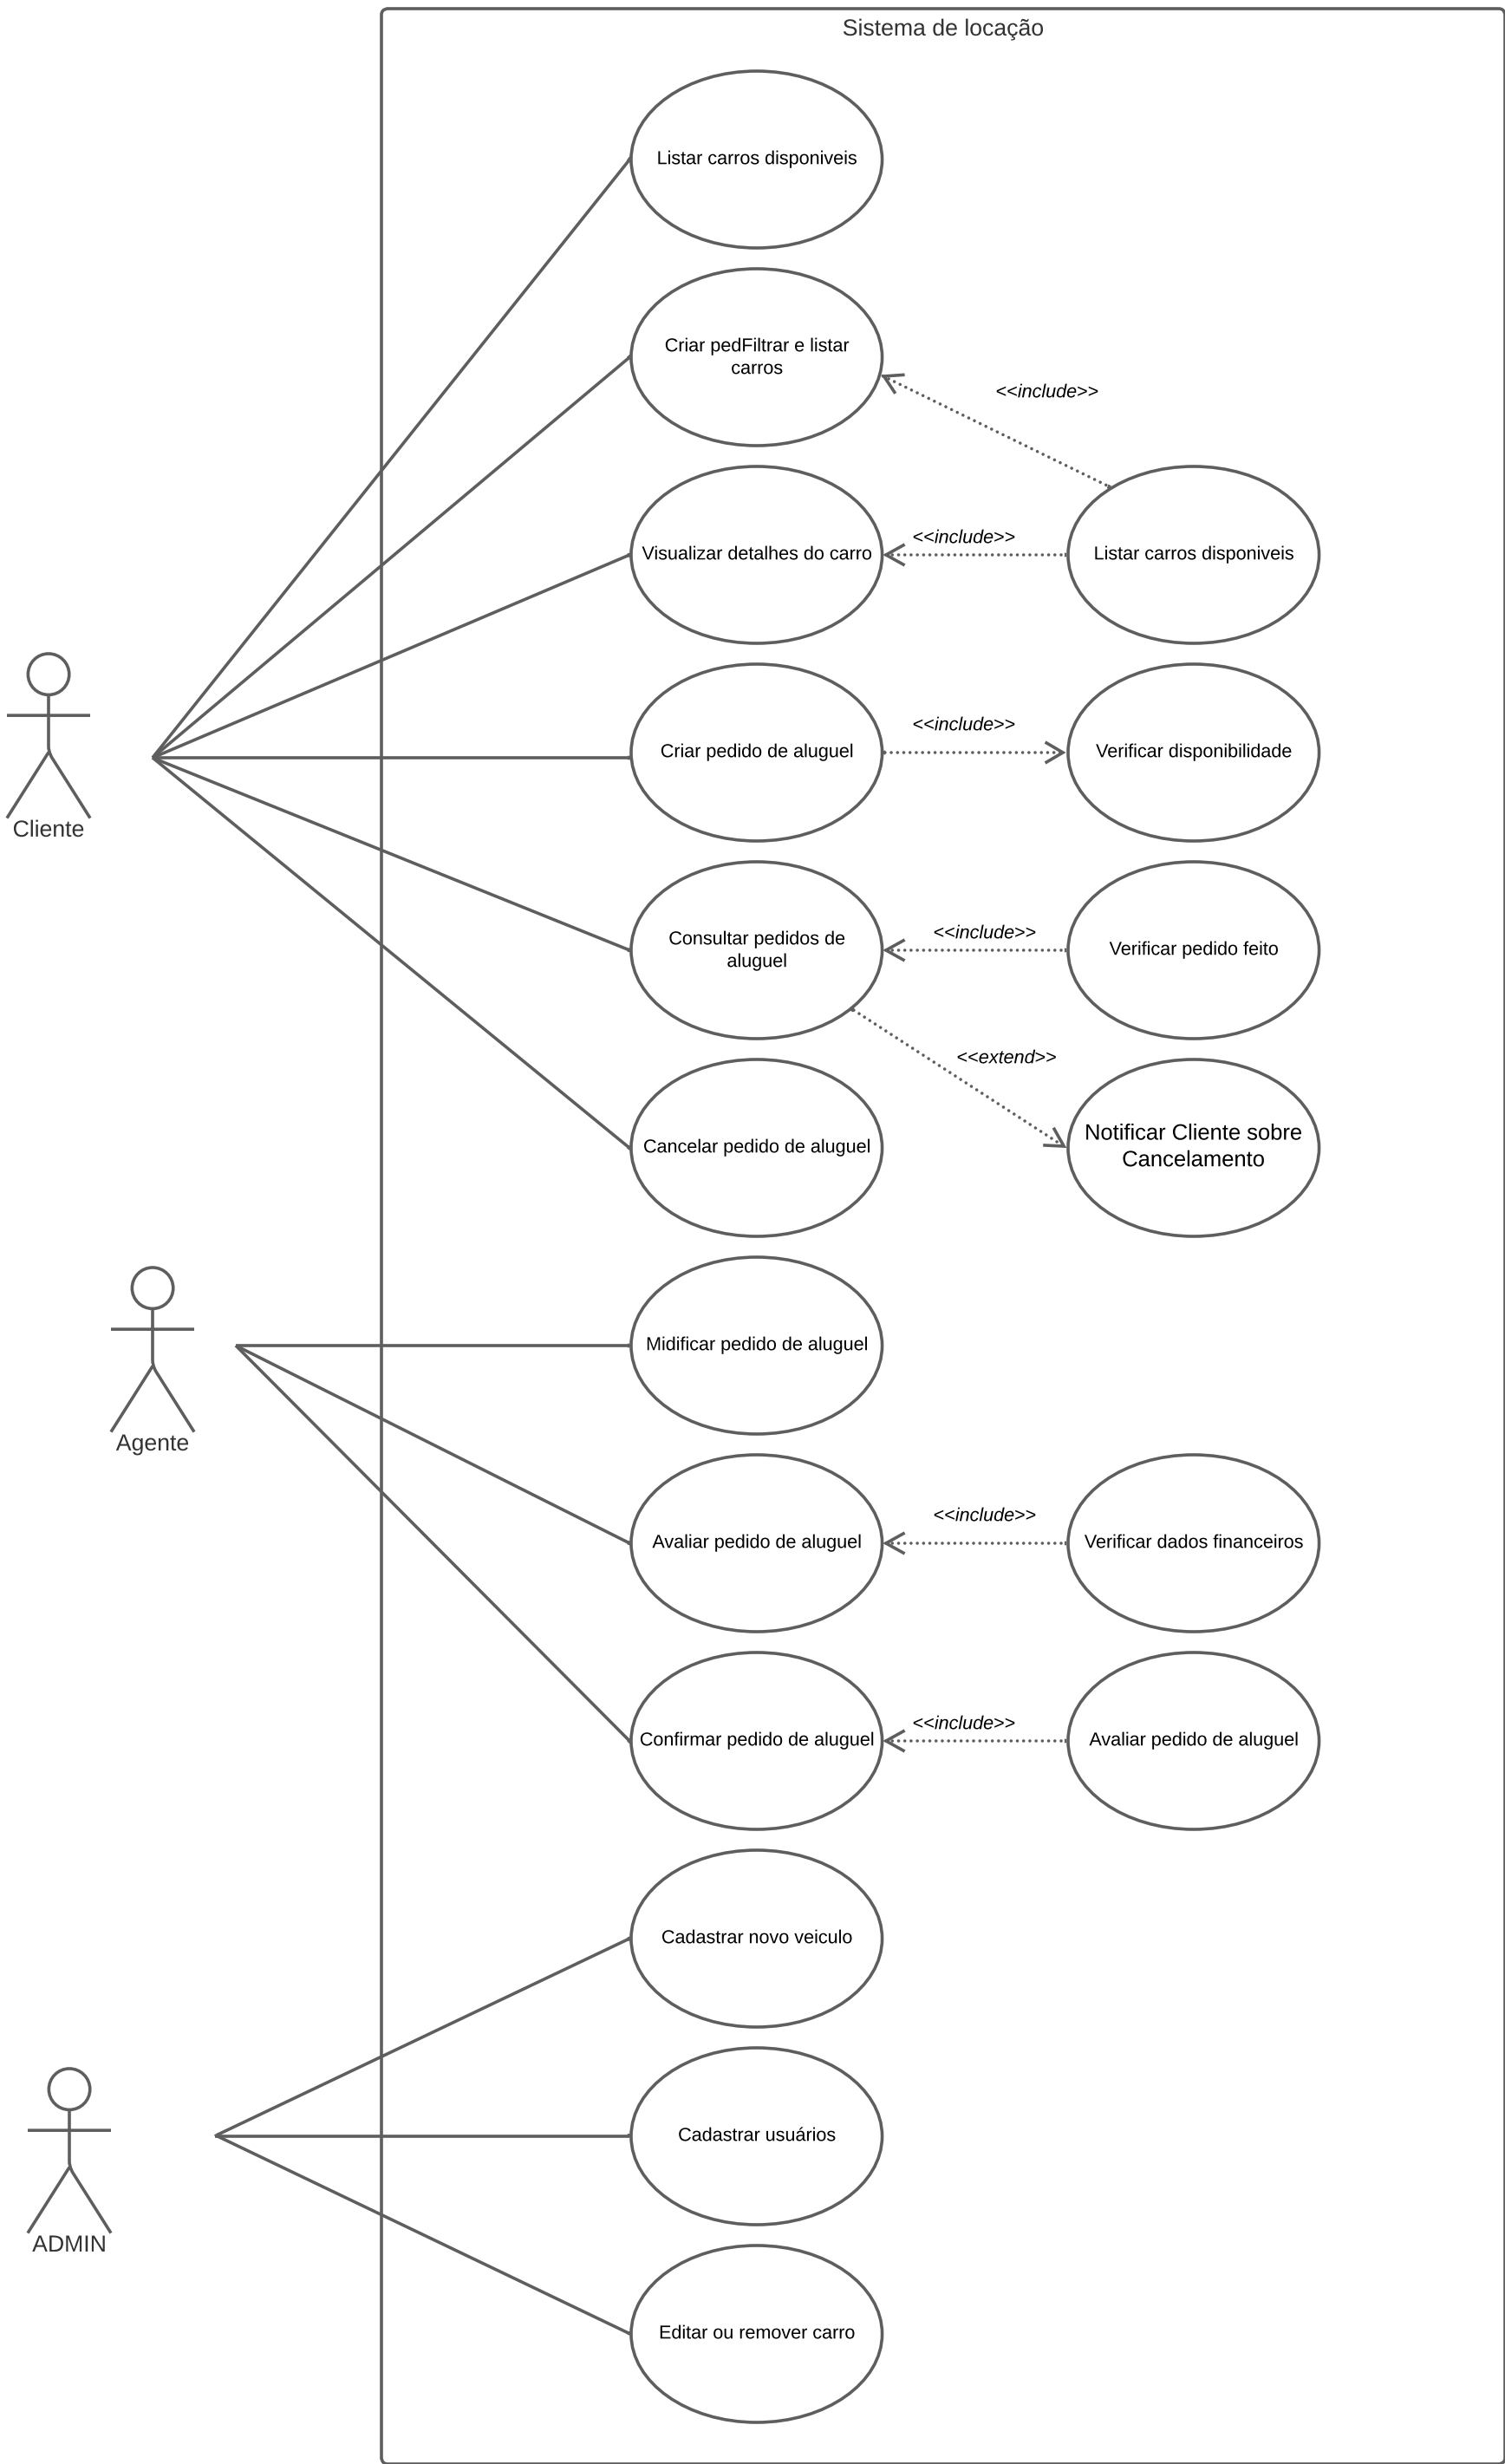 Sistema de locação
Listar carros disponiveis
Criar pedFiltrar e listar
carros
<<include>>
Visualizar detalhes do carro
<<include>>
Listar carros disponiveis
Cliente
Criar pedido de aluguel
<<include>>
Verificar disponibilidade
Consultar pedidos de
aluguel
<<include>>
Verificar pedido feito
<<extend>>
Cancelar pedido de aluguel
Notificar Cliente sobre
Cancelamento
Agente
Midificar pedido de aluguel
Avaliar pedido de aluguel
<<include>>
Verificar dados financeiros
Confirmar pedido de aluguel
<<include>>
Avaliar pedido de aluguel
Cadastrar novo veiculo
Cadastrar usuários
ADMIN
Editar ou remover carro